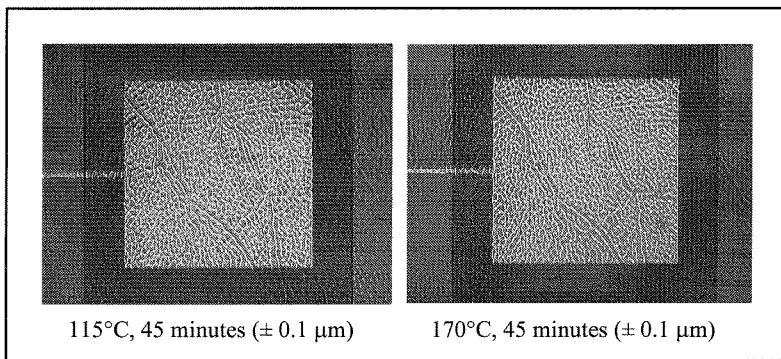 115°C, 45 minutes (± 0.1 μm)
170°C, 45 minutes (± 0.1 μm)